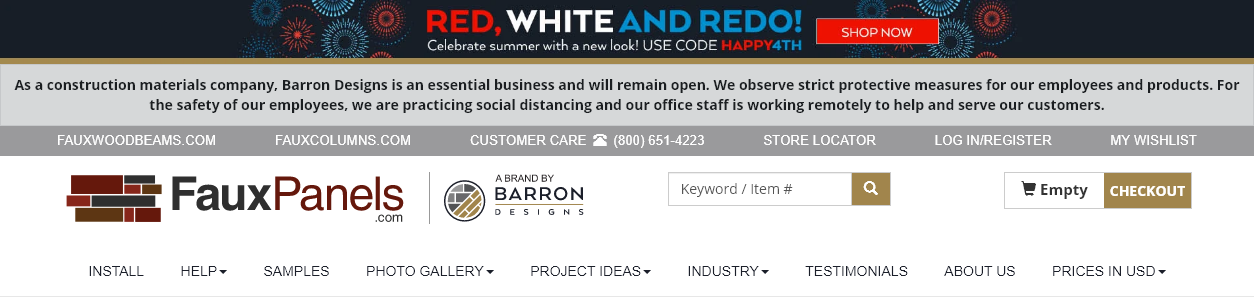 RED, WHITE AND REDO!
Celebrate summer with a new look! USE CODE HAPPY4TH
SHOP NOW
As a construction materials company, Barron Designs is an essential business and will remain open. We observe strict protective measures for our employees and products. For
the safety of our employees, we are practicing social distancing and our office staff is working remotely to help and serve our customers.
FAUXWOODBEAMS.COM FAUXCOLUMNS.COM CUSTOMER CARE (800) 651-4223 STORE LOCATOR LOG IN/REGISTER MY WISHLIST
FauxPanels
.com
A BRAND BY
BARRON
DESIGNS
Keyword / Item #
Empty CHECKOUT
INSTALL HELP SAMPLES PHOTO GALLERY PROJECT IDEAS INDUSTRY TESTIMONIALS ABOUT US PRICES IN USD